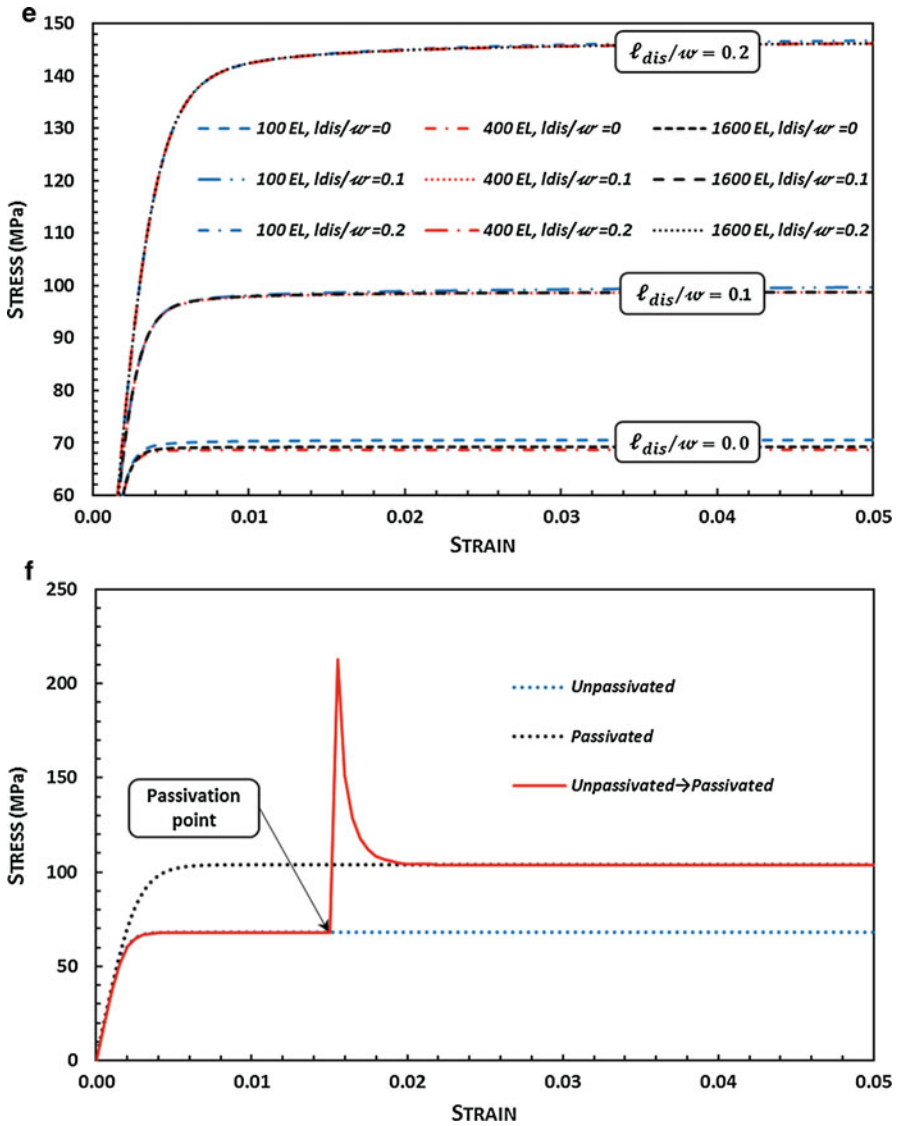 e
150
140
130
120
110
100
90
80
70
60
STRESS (MPa)
ℓdis/w = 0.2
100 EL, ldis/w=0
400 EL, ldis/w=0
1600 EL, ldis/w=0
100 EL, ldis/w=0.1
400 EL, ldis/w=0.1
1600 EL, ldis/w=0.1
100 EL, ldis/w=0.2
400 EL, ldis/w=0.2
1600 EL, ldis/w=0.2
ℓdis/w = 0.1
ℓdis/w = 0.0
0.00 0.01 0.02 0.03 0.04 0.05
STRAIN
f
250
200
150
100
50
0
STRESS (MPa)
Unpassivated
Passivated
Unpassivated→Passivated
Passivation
point
0.00 0.01 0.02 0.03 0.04 0.05
STRAIN